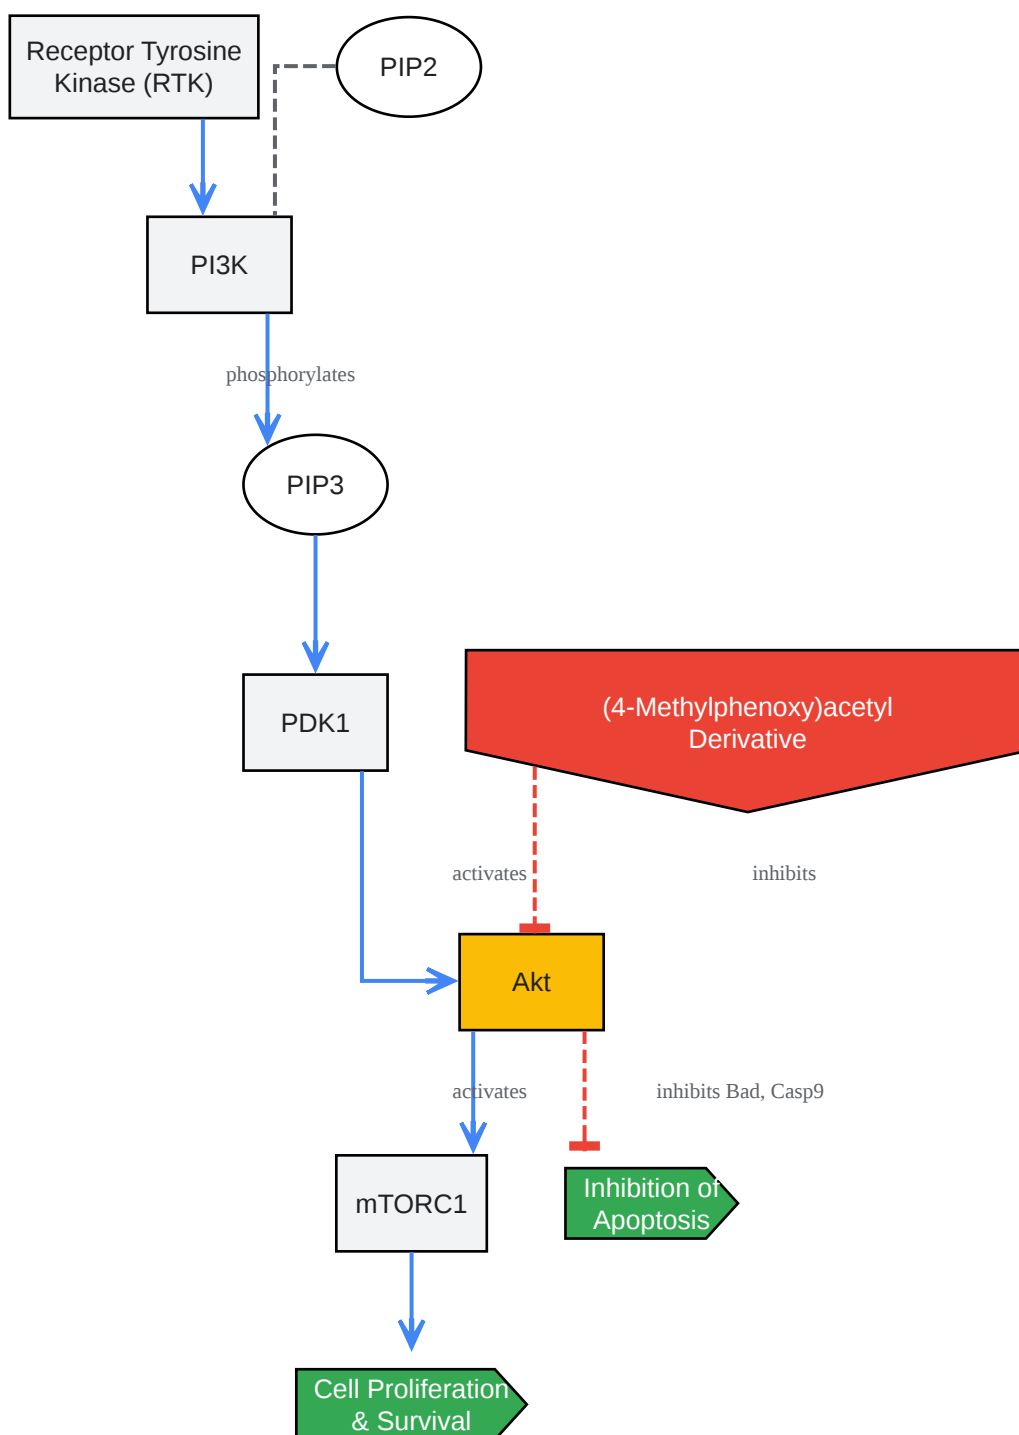 Receptor Tyrosine
Kinase (RTK)
PIP2
PI3K
phosphorylates
PIP3
PDK1
(4-Methylphenoxy)acetyl
Derivative
activates
inhibits
Akt
activates
inhibits Bad, Casp9
mTORC1
Inhibition of
Apoptosis
Cell Proliferation
& Survival